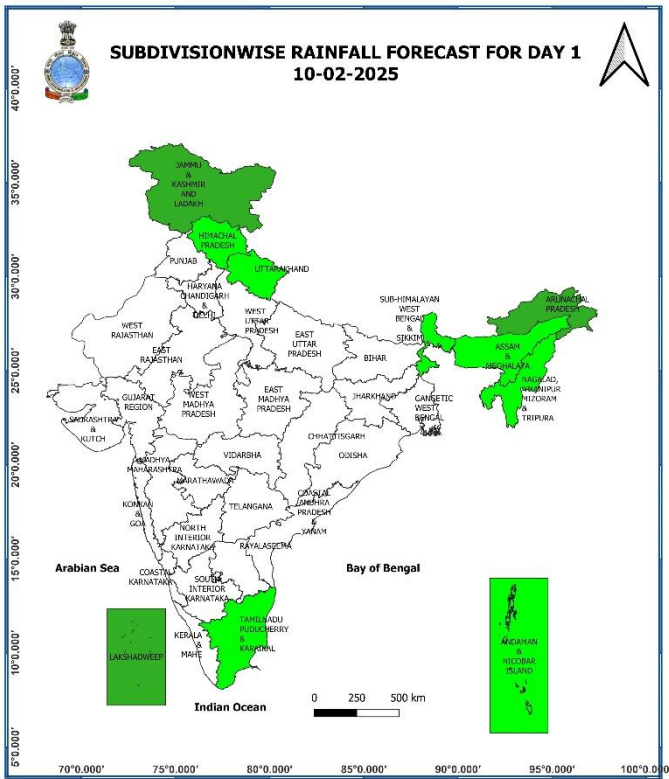 SUBDIVISIONWISE RAINFALL FORECAST FOR DAY 1
10-02-2025
40°0.000'
35°0.000'
30°0.000'
25°0.000'
20°0.000'
15°0.000'
10°0.000'
5°0.000'
JAMMU
&
KASHMIR
AND
LADAKH
HIMACHAL
PRADESH
PUNJAB
UTTARAKHAND
HARYANA
CHANDIGARH
&
DELHI
WEST
UTTAR
PRADESH
EAST
UTTAR
PRADESH
SUB-HIMALAYAN
WEST
BENGAL
&
SIKKIM
ARUNACHAL
PRADESH
ASSAM
&
MEGHALAYA
NAGALAD,
MANIPUR
MIZORAM
&
TRIPURA
WEST
RAJASTHAN
EAST
RAJASTHAN
BIHAR
GUJARAT
REGION
SAURASHTRA
&
KUTCH
WEST
MADHYA
PRADESH
EAST
MADHYA
PRADESH
JHARKHAND
GANGETIC
WEST
BENGAL
CHHATTISGARH
ODISHA
VIDARBHA
MADHYA
MAHARASHTRA
MARATHAWADA
KONKAN
&
GOA
TELANGANA
COASTAL
ANDHRA
PRADESH
&
YANAM
NORTH
INTERIOR
KARNATAKA
RAYALASEEMA
COASTAL
KARNATAKA
SOUTH
INTERIOR
KARNATAKA
Arabian Sea
Bay of Bengal
TAMILNADU
PUDUCHERRY
&
KARAIKAL
KERALA
&
MAHE
LAKSHADWEEP
ANDAMAN
&
NICOBAR
ISLAND
Indian Ocean
0 250 500 km
70°0.000' 75°0.000' 80°0.000' 85°0.000' 90°0.000' 95°0.000' 100°0.000'